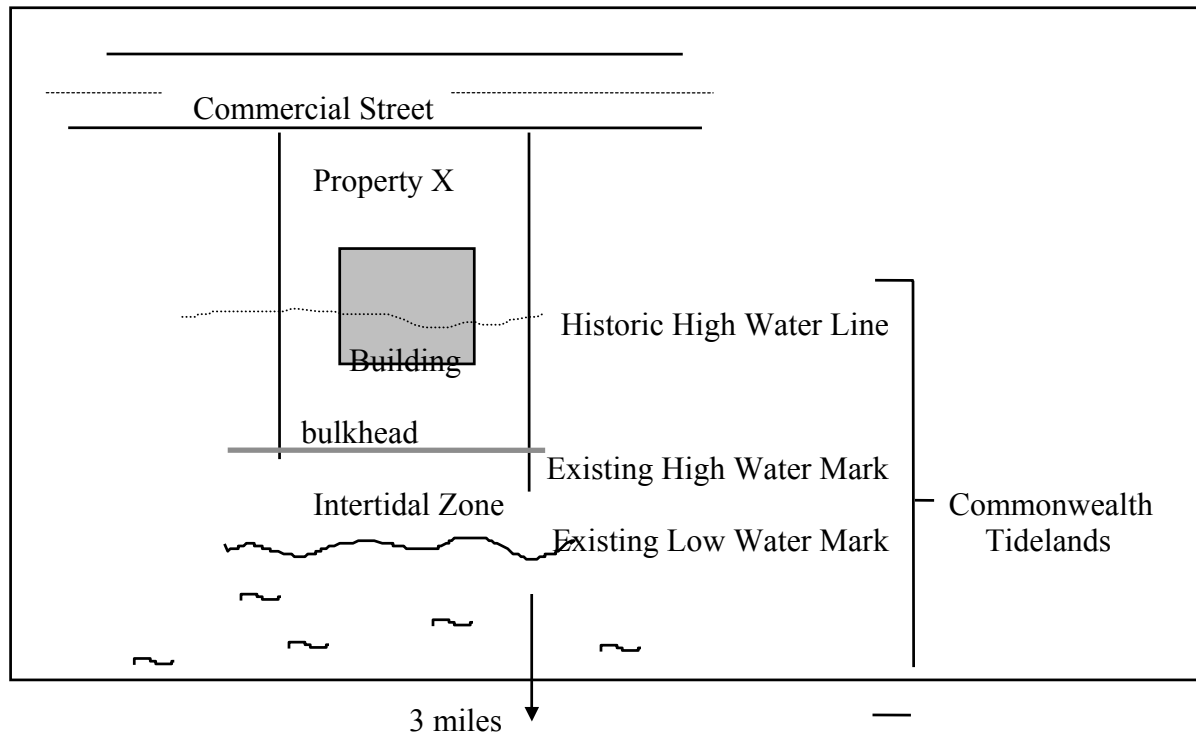 Commercial Street
Property X
Historic High Water Line
Building
bulkhead
Existing High Water Mark
Intertidal Zone
Existing Low Water Mark
Commonwealth
Tidelands
3 miles